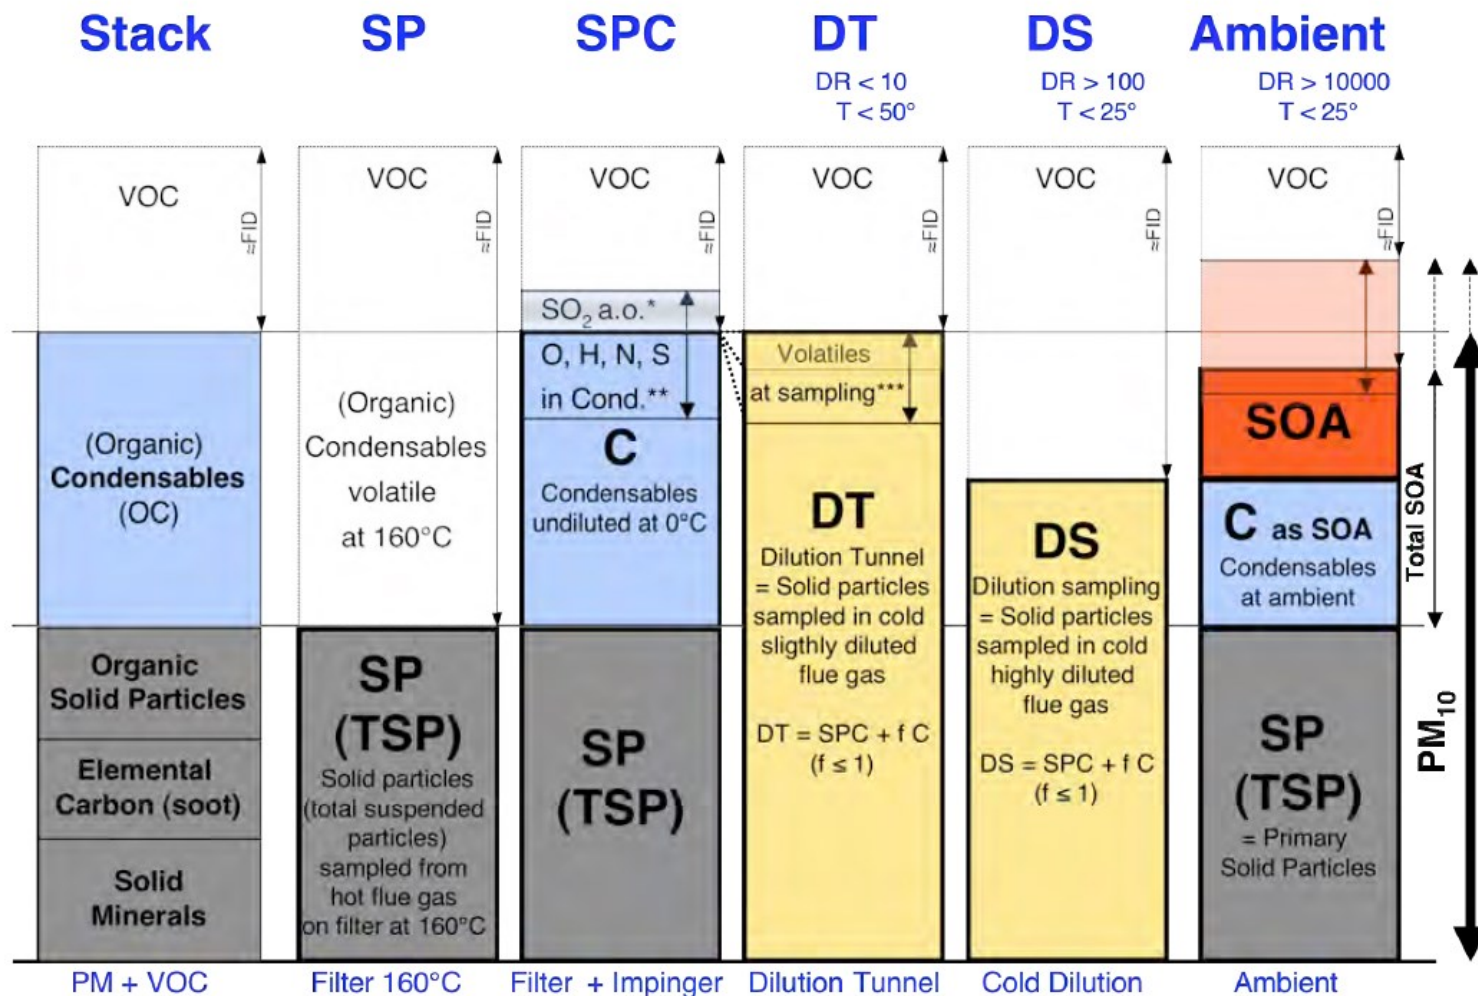 Stack
SP
SPC
DT
DS
Ambient
DR < 10
T < 50°
DR > 100
T < 25°
DR > 10000
T < 25°
VOC
≈FID
(Organic)
Condensables
(OC)
Organic
Solid Particles
Elemental
Carbon (soot)
Solid
Minerals
PM + VOC
VOC
≈FID
(Organic)
Condensables
volatile
at 160°C
SP
(TSP)
Solid particles
(total suspended
particles)
sampled from
hot flue gas
on filter at 160°C
Filter 160°C
VOC
≈FID
SO2 a.o.*
O, H, N, S
in Cond.**
C
Condensables
undiluted at 0°C
SP
(TSP)
Filter + Impinger
VOC
≈FID
Volatiles
at sampling***
DT
Dilution Tunnel
= Solid particles
sampled in cold
sligthly diluted
flue gas
DT = SPC + f C
(f ≤ 1)
Dilution Tunnel
VOC
≈FID
DS
Dilution sampling
= Solid particles
sampled in cold
highly diluted
flue gas
DS = SPC + f C
(f ≤ 1)
Cold Dilution
VOC
≈FID
SOA
C as SOA
Condensables
at ambient
SP
(TSP)
= Primary
Solid Particles
Ambient
Total SOA
PM10